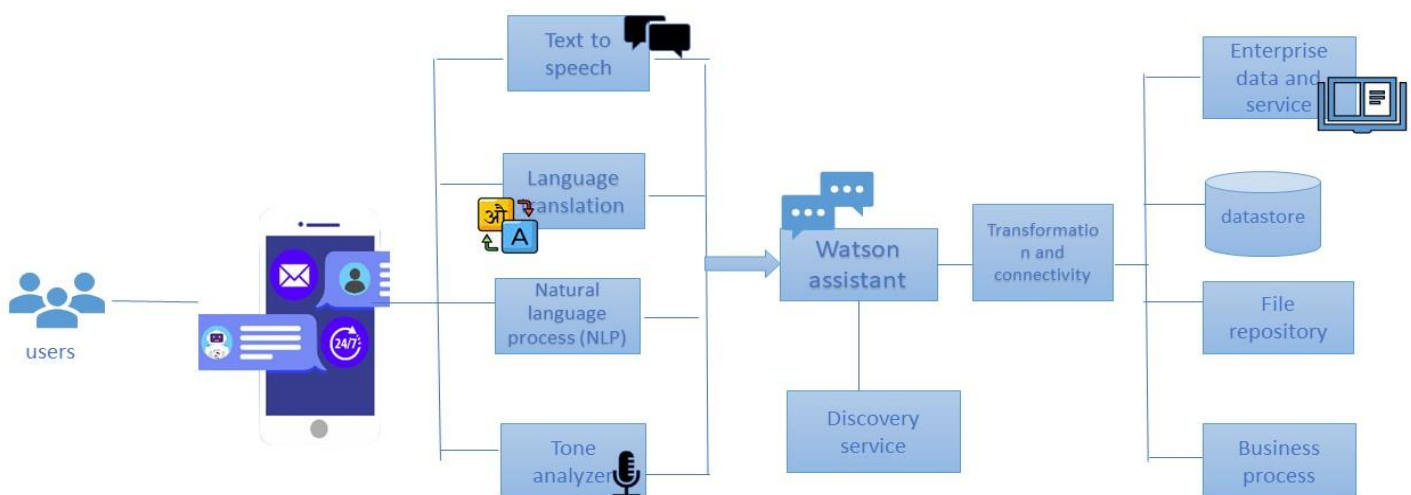 users
24/7
Text to
speech
Language
translation
औ
A
Natural
language
process (NLP)
Tone
analyzer
Watson
assistant
Discovery
service
Transformatio
n and
connectivity
Enterprise
data and
service
datastore
File
repository
Business
process